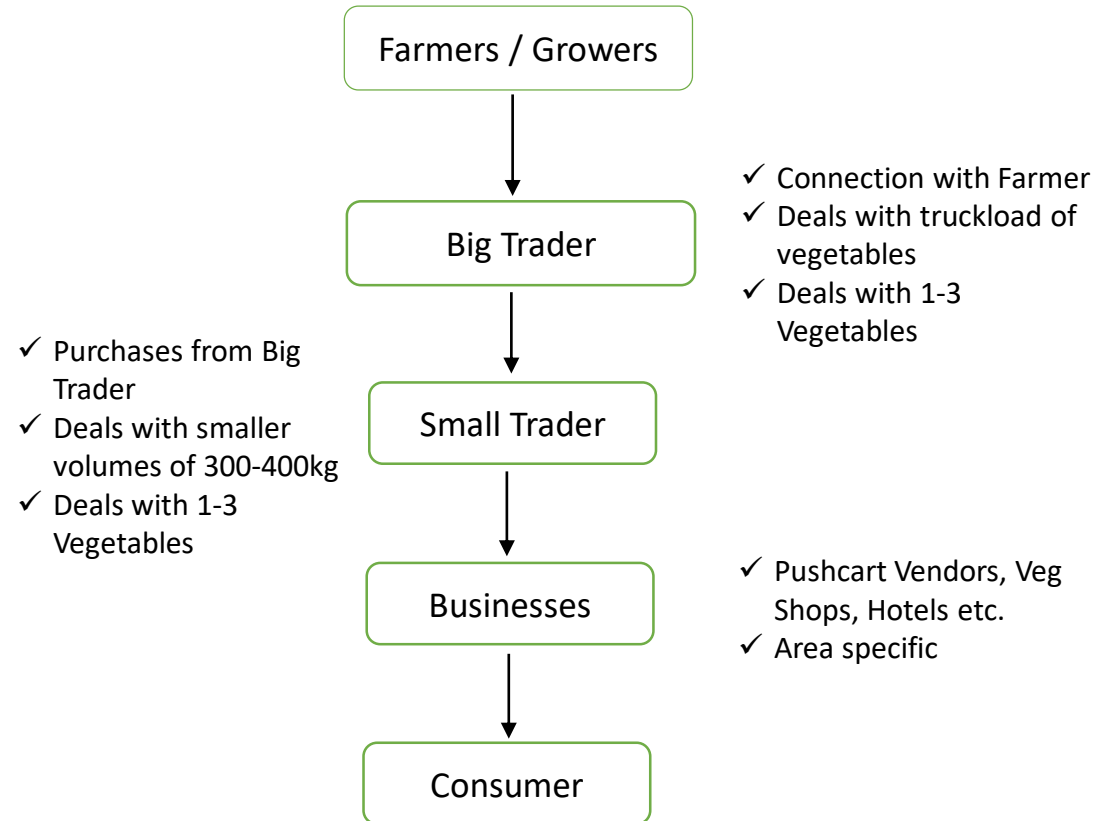 Farmers / Growers
✓ Connection with Farmer
✓ Deals with truckload of
vegetables
✓ Deals with 1-3
Vegetables
Big Trader
✓ Purchases from Big
Trader
✓ Deals with smaller
volumes of 300-400kg
✓ Deals with 1-3
Vegetables
Small Trader
Businesses
✓ Pushcart Vendors, Veg
Shops, Hotels etc.
✓ Area specific
Consumer